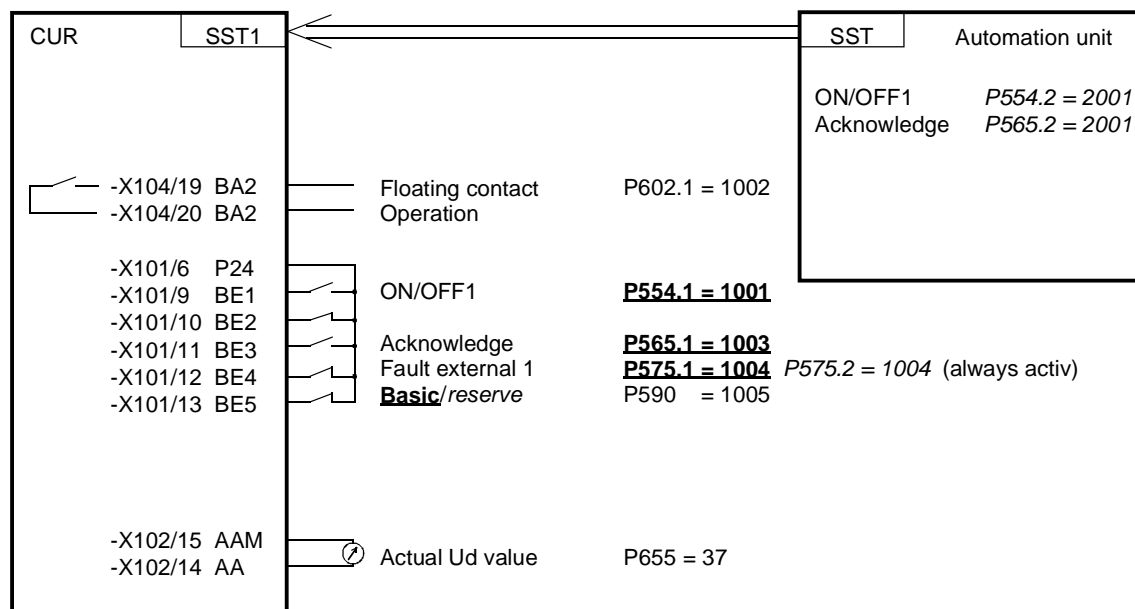 CUR SST1 SST Automation unit
ON/OFF1 P554.2 = 2001
Acknowledge P565.2 = 2001
-X104/19 BA2 Floating contact P602.1 = 1002
-X104/20 BA2 Operation
-X101/6 P24
-X101/9 BE1 ON/OFF1 P554.1 = 1001
-X101/10 BE2
-X101/11 BE3 Acknowledge P565.1 = 1003
-X101/12 BE4 Fault external 1 P575.1 = 1004 P575.2 = 1004 (always activ)
-X101/13 BE5 Basic/reserve P590 = 1005
-X102/15 AAM
-X102/14 AA Actual Ud value P655 = 37